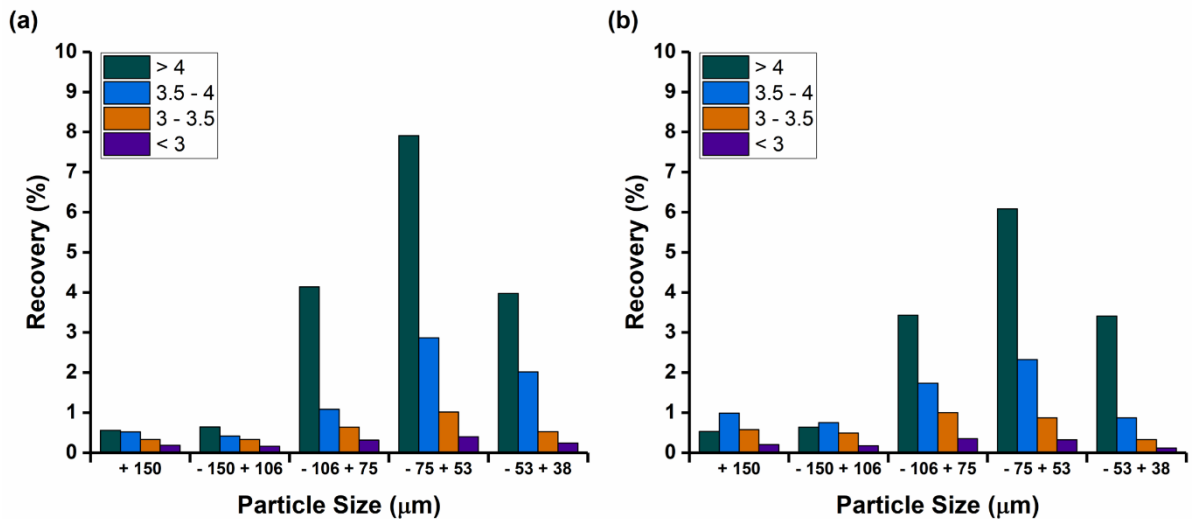 (a)
10
9
8
7
6
5
4
3
2
1
0
Recovery (%)
> 4
3.5 - 4
3 - 3.5
< 3
+ 150
- 150 + 106
- 106 + 75
- 75 + 53
- 53 + 38
Particle Size (μm)
(b)
10
9
8
7
6
5
4
3
2
1
0
Recovery (%)
> 4
3.5 - 4
3 - 3.5
< 3
+ 150
- 150 + 106
- 106 + 75
- 75 + 53
- 53 + 38
Particle Size (μm)